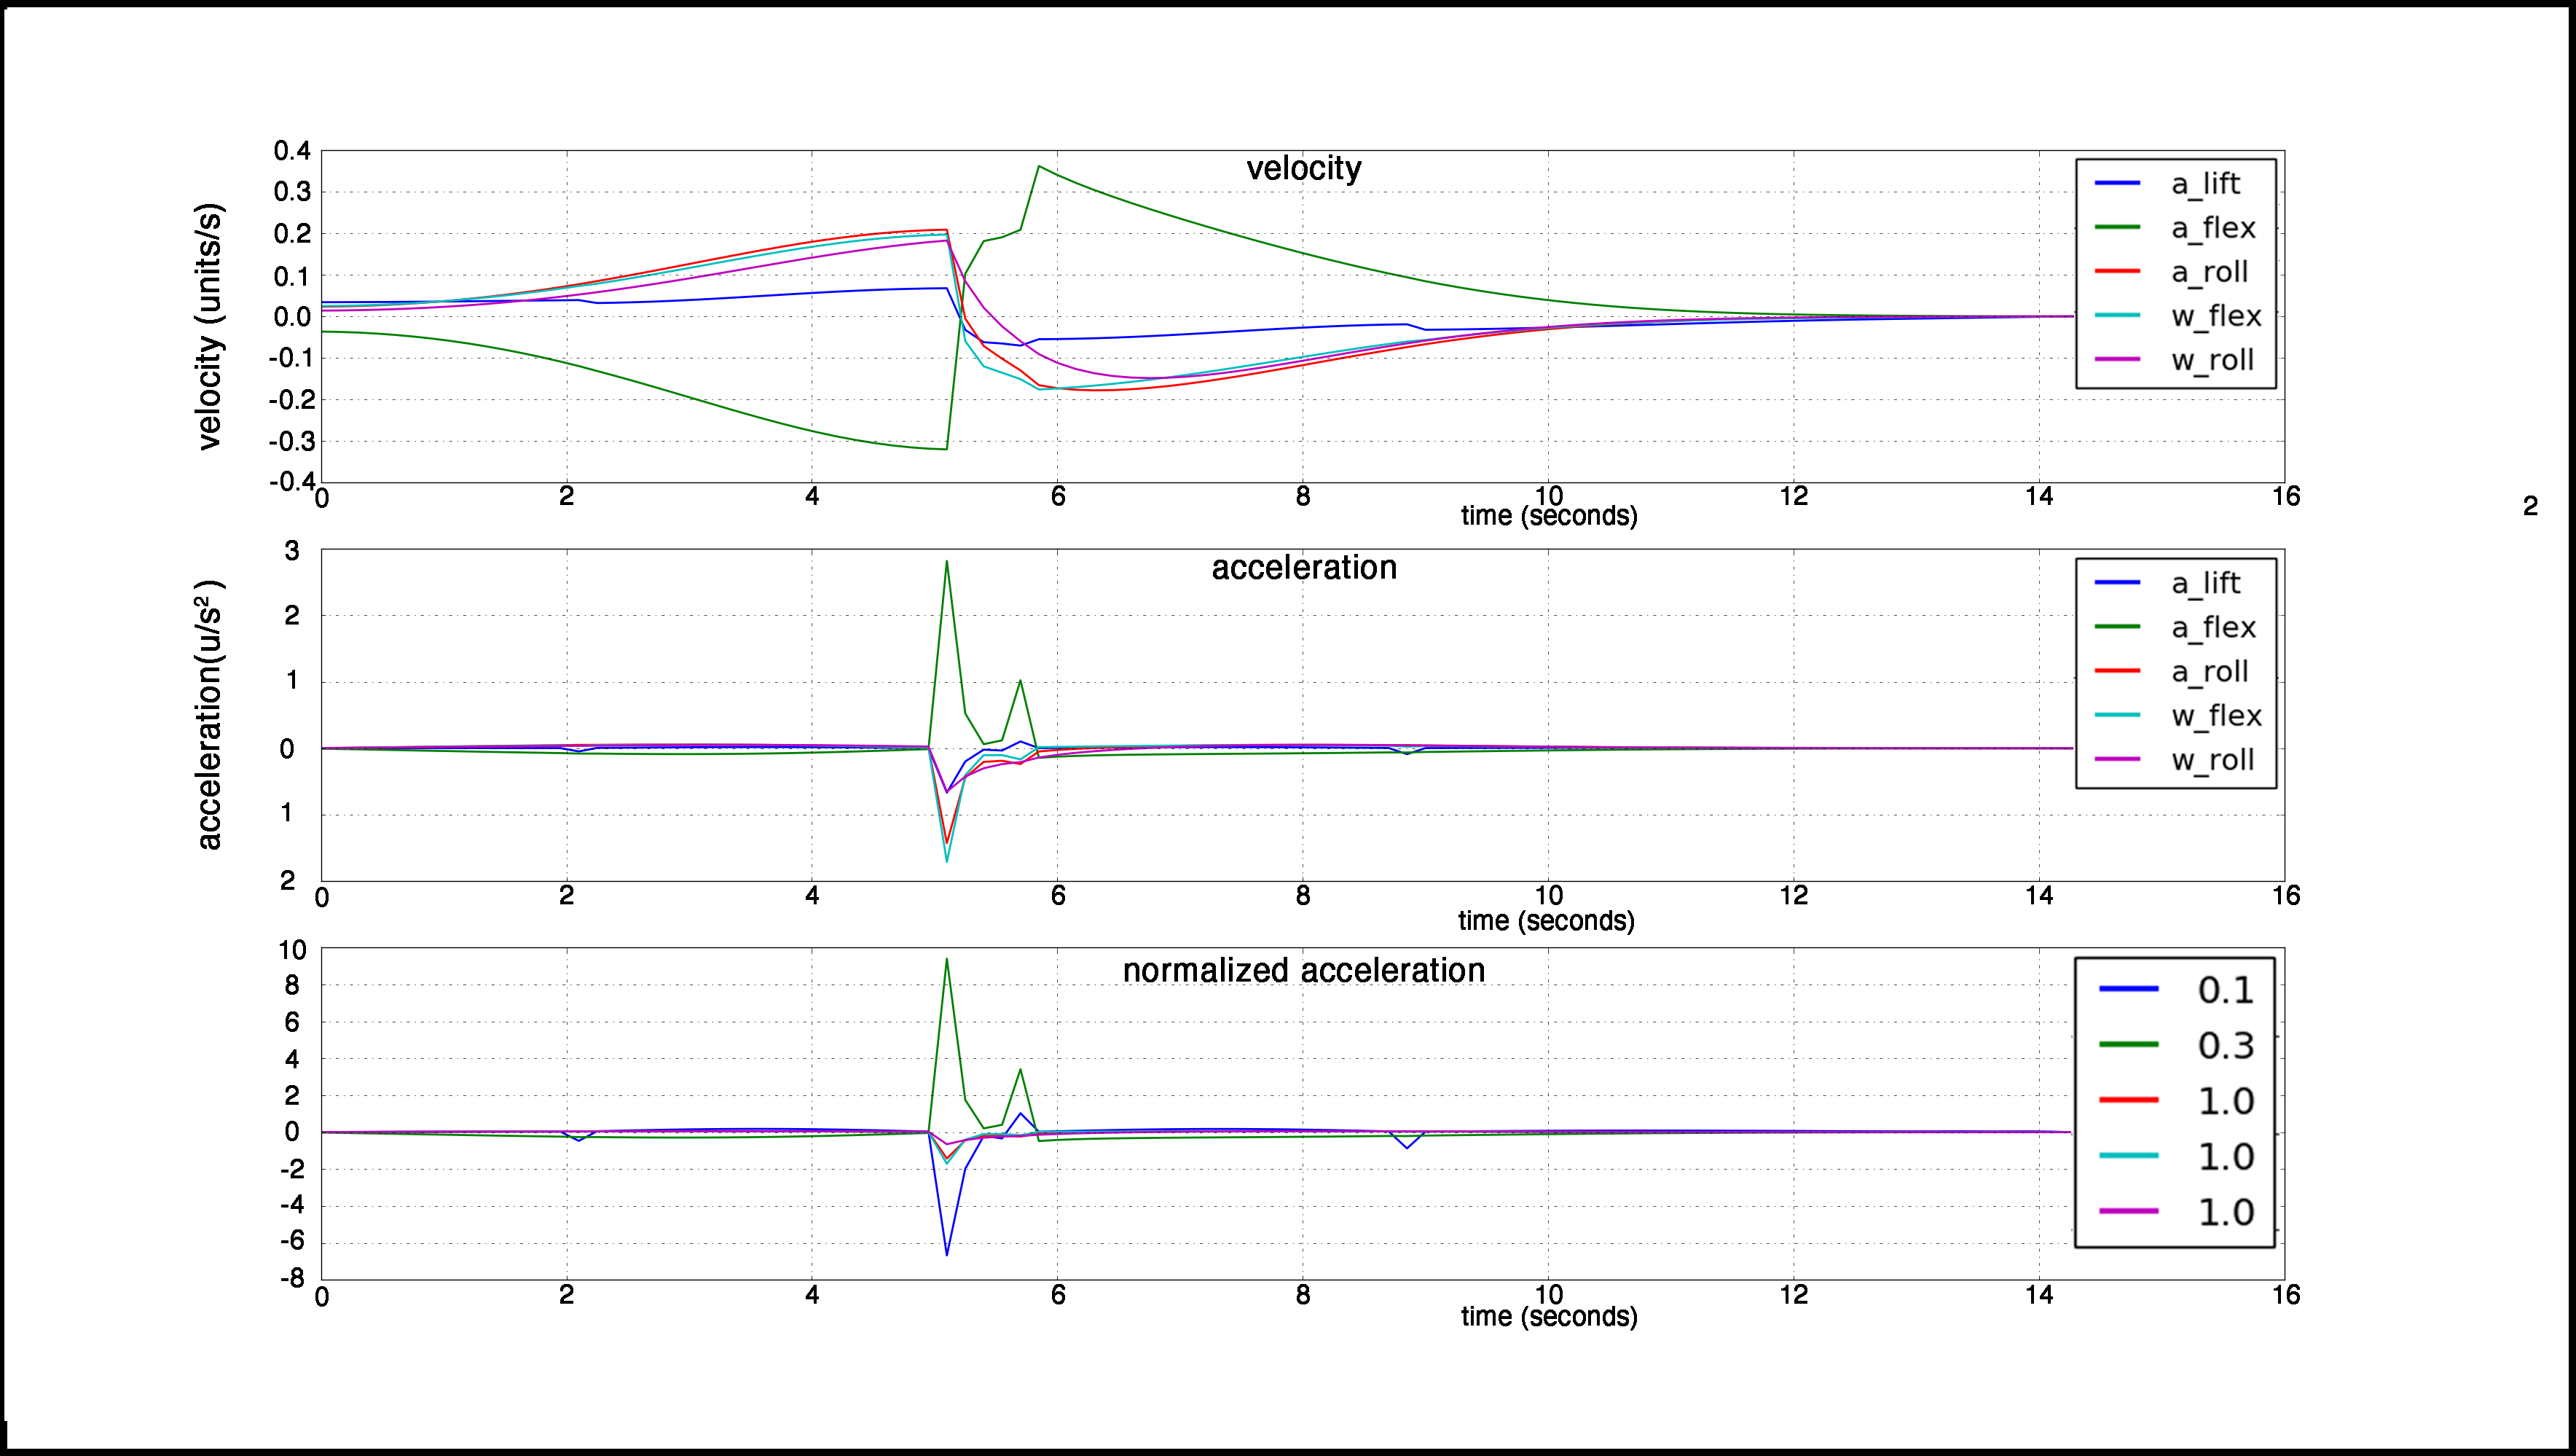 velocity
velocity (units/s)
0.4
0.3
0.2
0.1
0.0
-0.1
-0.2
-0.3
-0.4
0 2 4 6 8 10 12 14 16
time (seconds)
a_lift
a_flex
a_roll
w_flex
w_roll
2
acceleration
acceleration(u/s²)
3
2
1
0
1
2
0 2 4 6 8 10 12 14 16
time (seconds)
a_lift
a_flex
a_roll
w_flex
w_roll
normalized acceleration
10
8
6
4
2
0
-2
-4
-6
-8
0 2 4 6 8 10 12 14 16
time (seconds)
0.1
0.3
1.0
1.0
1.0